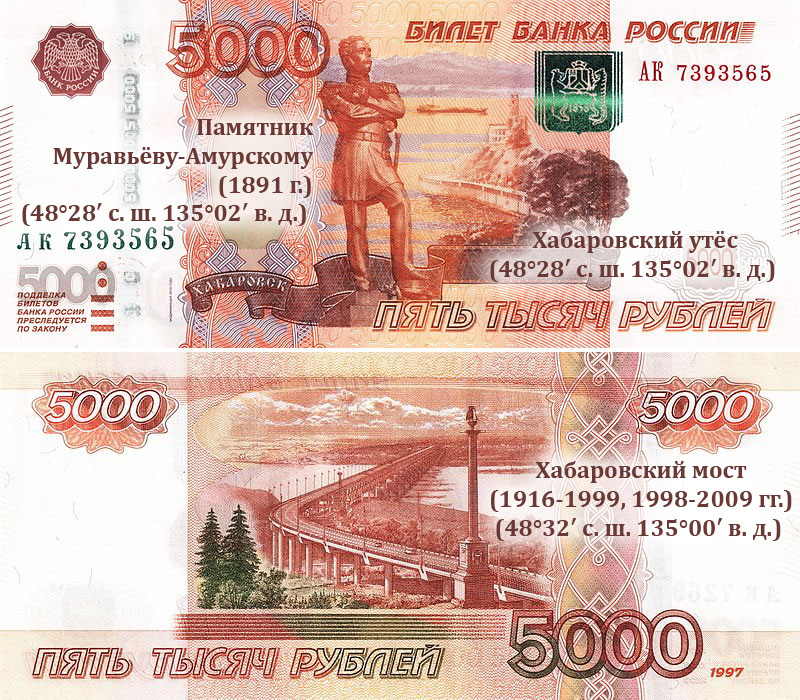 5000
БИЛЕТ БАНКА РОССИИ
БАНК РОССИИ
АК 7393565
Памятник
Муравьёву-Амурскому
(1891 г.)
(48°28′ с. ш. 135°02′ в. д.)
АК 7393565
Хабаровский утёс
(48°28′ с. ш. 135°02′ в. д.)
5000
ХАБАРОВСК
ПОДДЕЛКА
БИЛЕТОВ
БАНКА РОССИИ
ПРЕСЛЕДУЕТСЯ
ПО ЗАКОНУ
ПЯТЬ ТЫСЯЧ РУБЛЕЙ
5000
5000
Хабаровский мост
(1916-1999, 1998-2009 гг.)
(48°32′ с. ш. 135°00′ в. д.)
ПЯТЬ ТЫСЯЧ РУБЛЕЙ
5000
1997